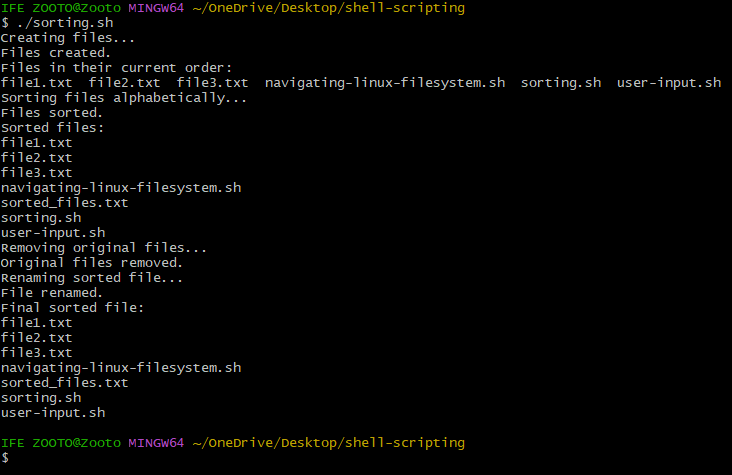 IFE ZOOTO@Zooto MINGW64 ~/OneDrive/Desktop/shell-scripting
$ ./sorting.sh
Creating files...
Files created.
Files in their current order:
file1.txt  file2.txt  file3.txt  navigating-linux-filesystem.sh  sorting.sh  user-input.sh
Sorting files alphabetically...
Files sorted.
Sorted files:
file1.txt
file2.txt
file3.txt
navigating-linux-filesystem.sh
sorted_files.txt
sorting.sh
user-input.sh
Removing original files...
Original files removed.
Renaming sorted file...
File renamed.
Final sorted file:
file1.txt
file2.txt
file3.txt
navigating-linux-filesystem.sh
sorted_files.txt
sorting.sh
user-input.sh
IFE ZOOTO@Zooto MINGW64 ~/OneDrive/Desktop/shell-scripting
$